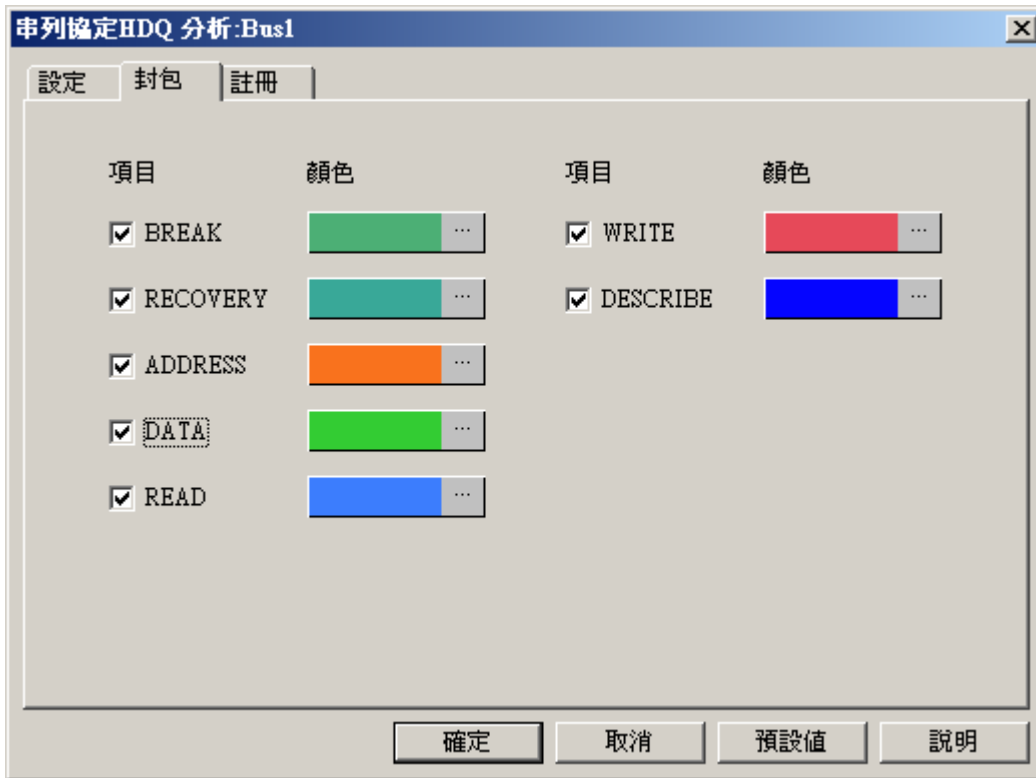 串列協定HDQ 分析:Bus1
設定 封包 註冊
項目 顏色 項目 顏色
BREAK ... WRITE ...
RECOVERY ... DESCRIBE ...
ADDRESS ...
DATA ...
READ ...
確定 取消 預設值 說明